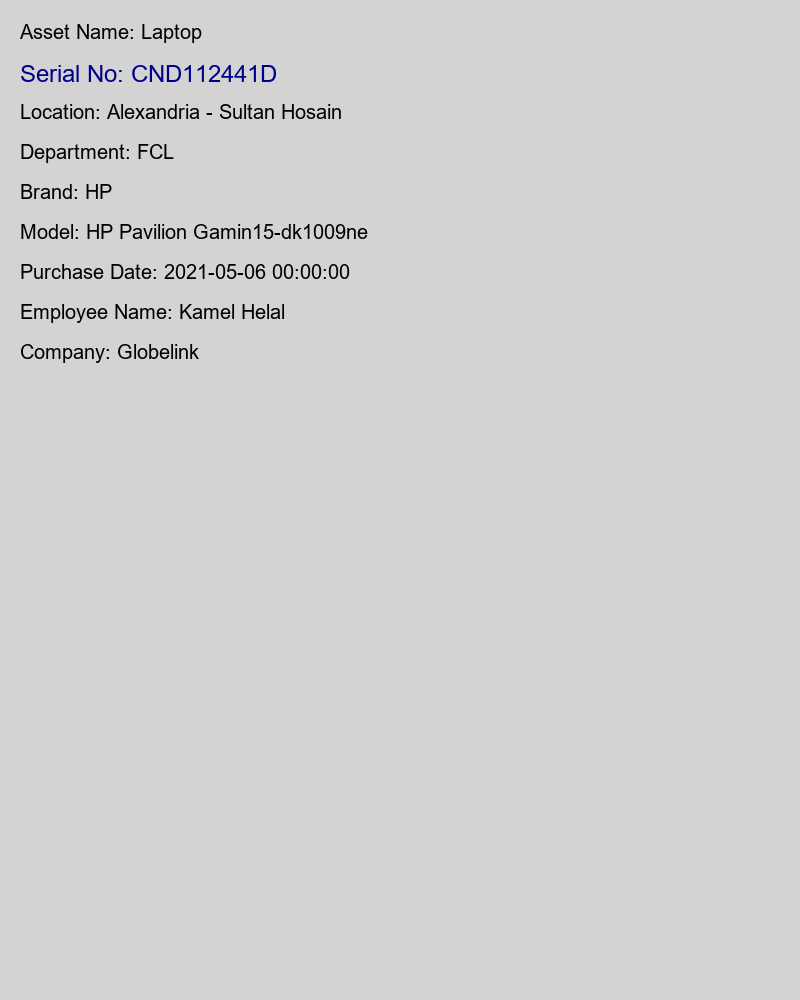 Asset Name: Laptop
Serial No: CND112441D
Location: Alexandria - Sultan Hosain
Department: FCL
Brand: HP
Model: HP Pavilion Gamin15-dk1009ne
Purchase Date: 2021-05-06 00:00:00
Employee Name: Kamel Helal
Company: Globelink